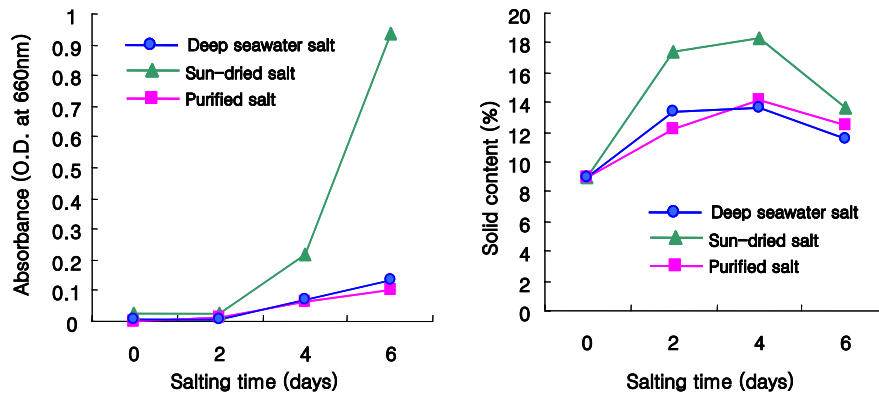 1
0.9
0.8
0.7
0.6
0.5
0.4
0.3
0.2
0.1
0
Absorbance (O.D. at 660nm)
Deep seawater salt
Sun-dried salt
Purified salt
0 2 4 6
Salting time (days)
20
18
16
14
12
10
8
6
4
2
0
Solid content (%)
Deep seawater salt
Sun-dried salt
Purified salt
0 2 4 6
Salting time (days)